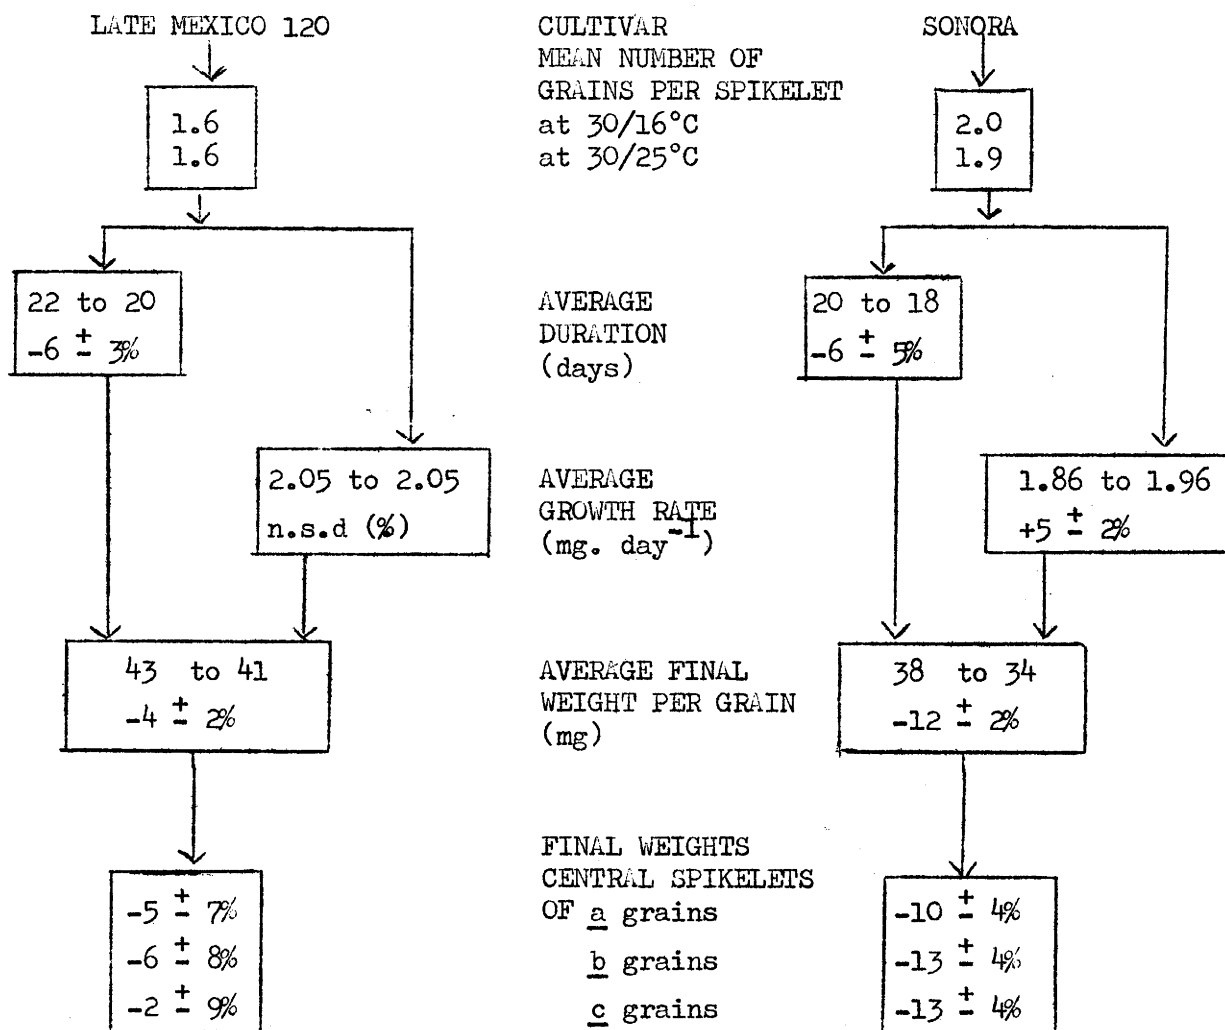 LATE MEXICO 120
CULTIVAR
SONORA
MEAN NUMBER OF
GRAINS PER SPIKELET
1.6
at 30/16°C
2.0
1.6
at 30/25°C
1.9
22 to 20
-6 ± 3%
AVERAGE
DURATION
(days)
20 to 18
-6 ± 5%
2.05 to 2.05
n.s.d (%)
AVERAGE
GROWTH RATE
(mg. day⁻¹)
1.86 to 1.96
+5 ± 2%
43 to 41
-4 ± 2%
AVERAGE FINAL
WEIGHT PER GRAIN
(mg)
38 to 34
-12 ± 2%
FINAL WEIGHTS
CENTRAL SPIKELETS
-5 ± 7%
OF a grains
-10 ± 4%
-6 ± 8%
b grains
-13 ± 4%
-2 ± 9%
c grains
-13 ± 4%